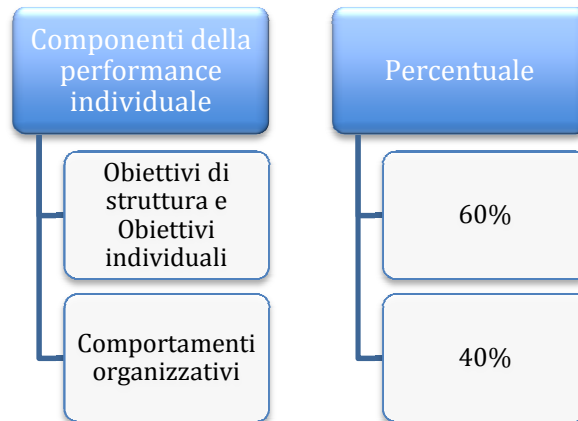 Componenti della
performance
individuale
Percentuale
Obiettivi di
struttura e
Obiettivi
individuali
60%
Comportamenti
organizzativi
40%